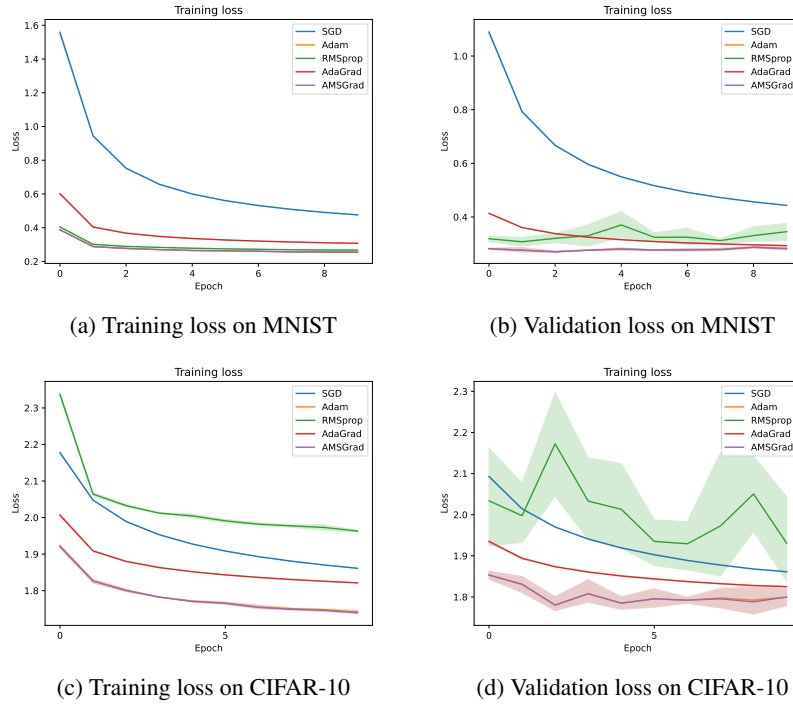 Training loss
1.6
1.4
1.2
1.0
0.8
0.6
0.4
0.2
Loss
0 2 4 6 8
Epoch
SGD
Adam
RMSprop
AdaGrad
AMSGrad
(a) Training loss on MNIST
Training loss
1.0
0.8
0.6
0.4
Loss
0 2 4 6 8
Epoch
SGD
Adam
RMSprop
AdaGrad
AMSGrad
(b) Validation loss on MNIST
Training loss
2.3
2.2
2.1
2.0
1.9
1.8
Loss
0 5
Epoch
SGD
Adam
RMSprop
AdaGrad
AMSGrad
(c) Training loss on CIFAR-10
Training loss
2.3
2.2
2.1
2.0
1.9
1.8
Loss
0 5
Epoch
SGD
Adam
RMSprop
AdaGrad
AMSGrad
(d) Validation loss on CIFAR-10